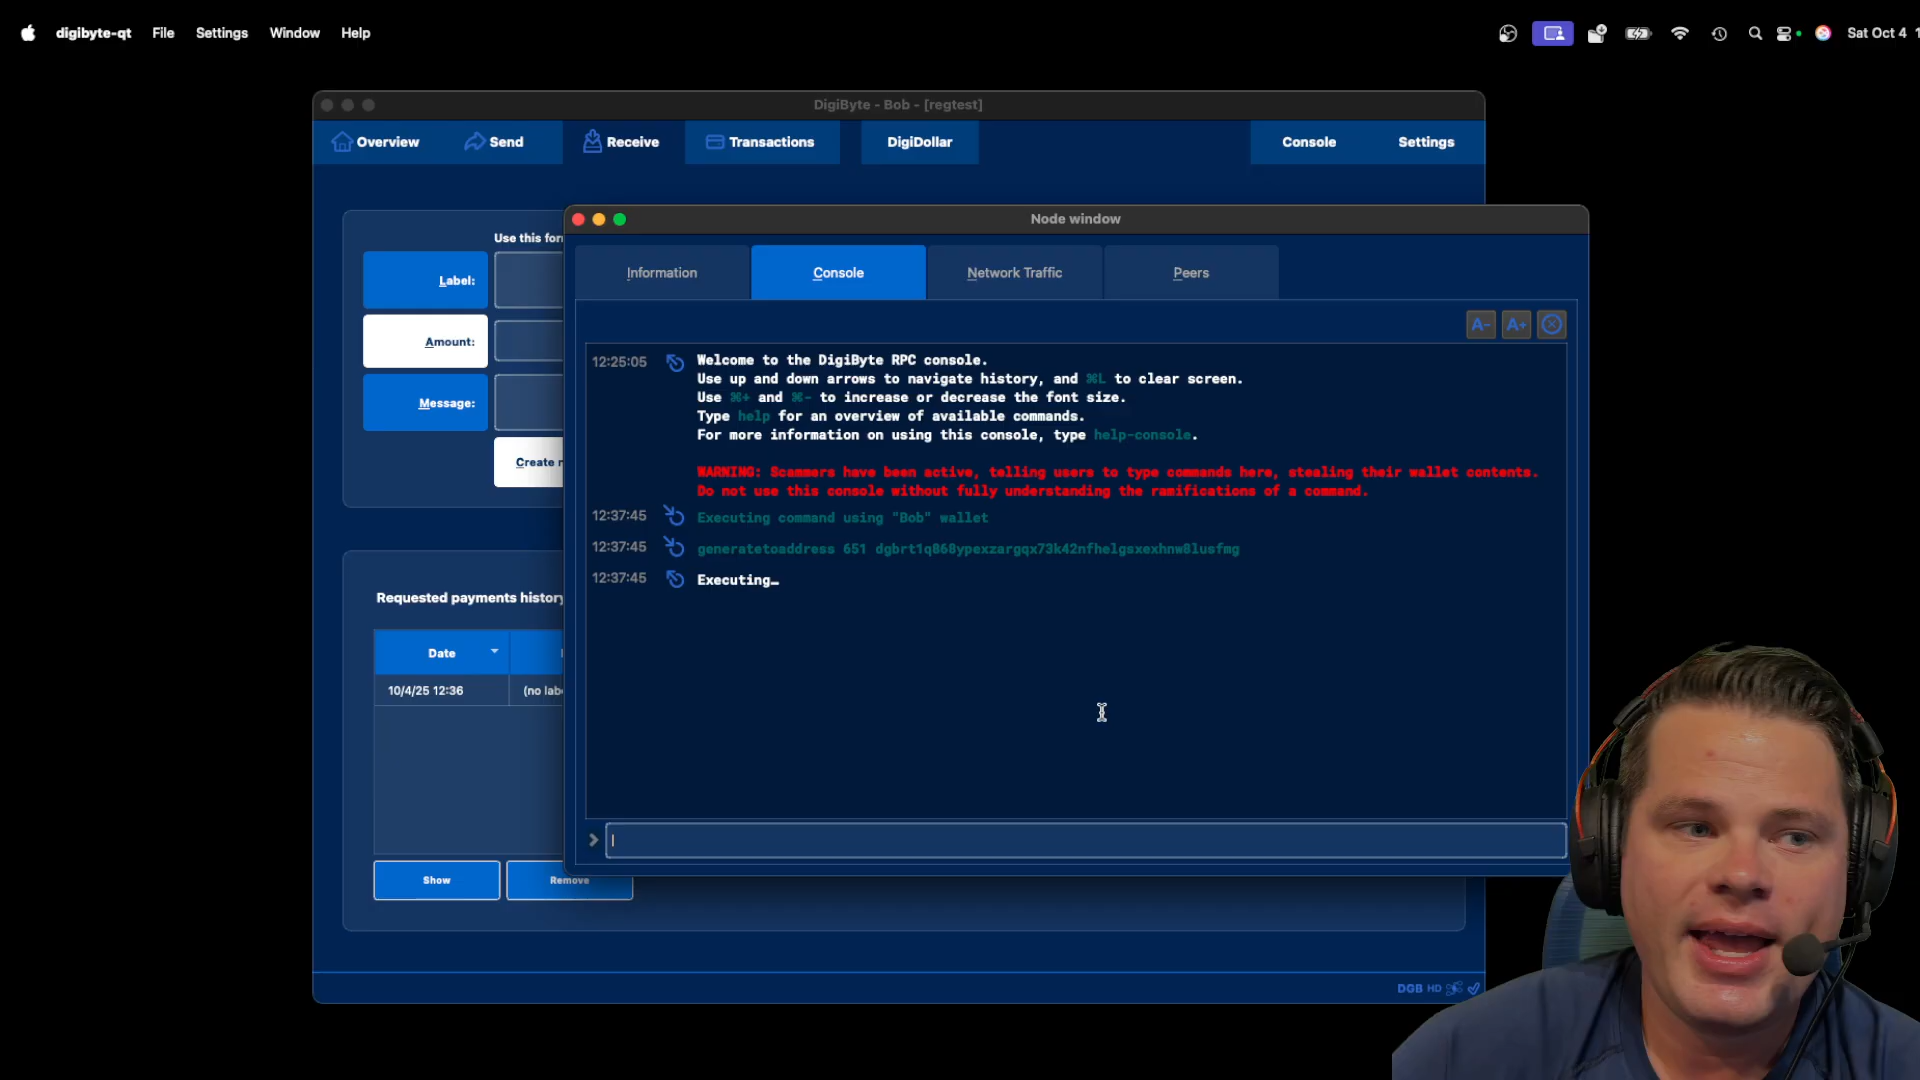 digibyte-qt File Settings Window Help
Sat Oct 4
DigiByte - Bob - [regtest]
Overview Send Receive Transactions DigiDollar Console Settings
Node window
Use this for
Information Console Network Traffic Peers
Label:
A- A+
Amount:
Message:
Create
12:25:05 Welcome to the DigiByte RPC console.
Use up and down arrows to navigate history, and ⌘L to clear screen.
Use ⌘+ and ⌘- to increase or decrease the font size.
Type help for an overview of available commands.
For more information on using this console, type help-console.
WARNING: Scammers have been active, telling users to type commands here, stealing their wallet contents.
Do not use this console without fully understanding the ramifications of a command.
12:37:45 Executing command using "Bob" wallet
12:37:45 generatetoaddress 651 dgbrt1q868ypexzargqx73k42nfhelgsxexhnw8lusfmg
12:37:45 Executing…
Requested payments history
Date
10/4/25 12:36 (no lab
Show Remove
DGB HD